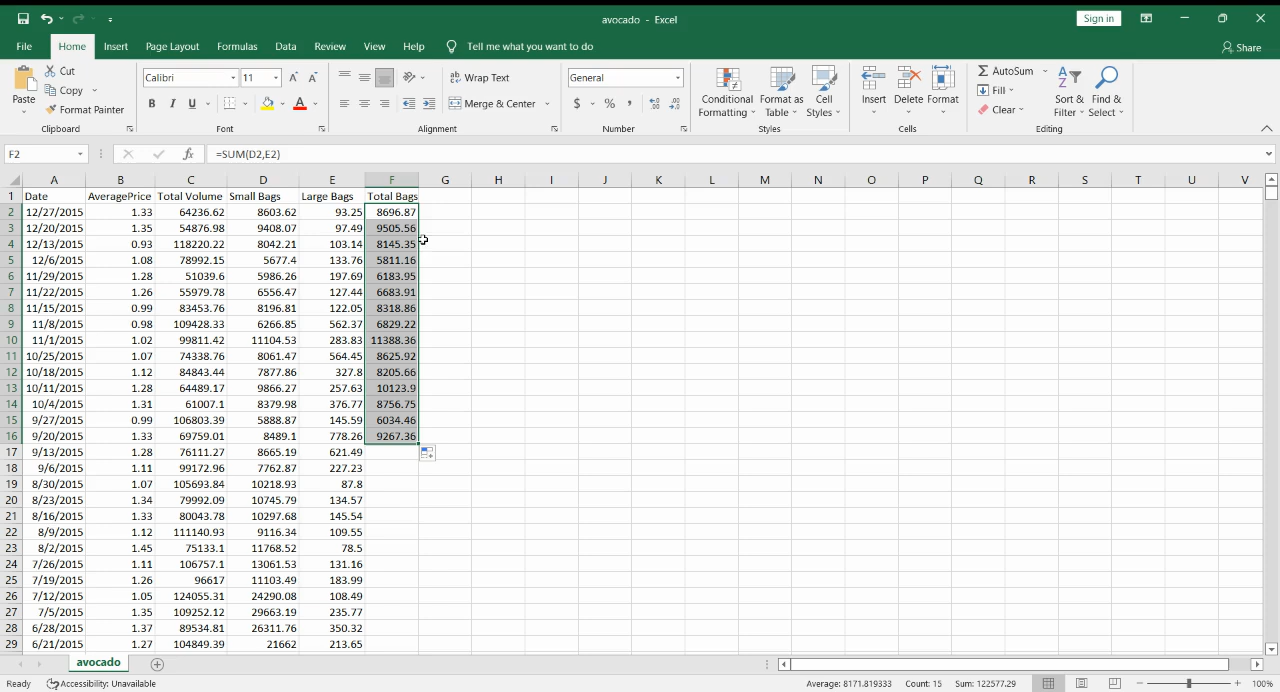 avocado - Excel
Sign in
File Home Insert Page Layout Formulas Data Review View Help Tell me what you want to do Share
Paste Cut Copy Format Painter Clipboard
Calibri 11 B I U A Font
Wrap Text Merge & Center Alignment
General $ % , Number
Conditional Formatting Format as Table Cell Styles Styles
Insert Delete Format Cells
AutoSum Fill Clear Sort & Filter Find & Select Editing
F2 fx =SUM(D2,E2)
A B C D E F G H I J K L M N O P Q R S T U V
1 Date AveragePrice Total Volume Small Bags Large Bags Total Bags
2 12/27/2015 1.33 64236.62 8603.62 93.25 8696.87
3 12/20/2015 1.35 54876.98 9408.07 97.49 9505.56
4 12/13/2015 0.93 118220.22 8042.21 103.14 8145.35
5 12/6/2015 1.08 78992.15 5677.4 133.76 5811.16
6 11/29/2015 1.28 51039.6 5986.26 197.69 6183.95
7 11/22/2015 1.26 55979.78 6556.47 127.44 6683.91
8 11/15/2015 0.99 83453.76 8196.81 122.05 8318.86
9 11/8/2015 0.98 109428.33 6266.85 562.37 6829.22
10 11/1/2015 1.02 99811.42 11104.53 283.83 11388.36
11 10/25/2015 1.07 74338.76 8061.47 564.45 8625.92
12 10/18/2015 1.12 84843.44 7877.86 327.8 8205.66
13 10/11/2015 1.28 64489.17 9866.27 257.63 10123.9
14 10/4/2015 1.31 61007.1 8379.98 376.77 8756.75
15 9/27/2015 0.99 106803.39 5888.87 145.59 6034.46
16 9/20/2015 1.33 69759.01 8489.1 778.26 9267.36
17 9/13/2015 1.28 76111.27 8665.19 621.49
18 9/6/2015 1.11 99172.96 7762.87 227.23
19 8/30/2015 1.07 105693.84 10218.93 87.8
20 8/23/2015 1.34 79992.09 10745.79 134.57
21 8/16/2015 1.33 80043.78 10297.68 145.54
22 8/9/2015 1.12 111140.93 9116.34 109.55
23 8/2/2015 1.45 75133.1 11768.52 78.5
24 7/26/2015 1.11 106757.1 13061.53 131.16
25 7/19/2015 1.26 96617 11103.49 183.99
26 7/12/2015 1.05 124055.31 24290.08 108.49
27 7/5/2015 1.35 109252.12 29663.19 235.77
28 6/28/2015 1.37 89534.81 26311.76 350.32
29 6/21/2015 1.27 104849.39 21662 213.65
avocado
Ready Accessibility: Unavailable Average: 8171.819333 Count: 15 Sum: 122577.29 100%